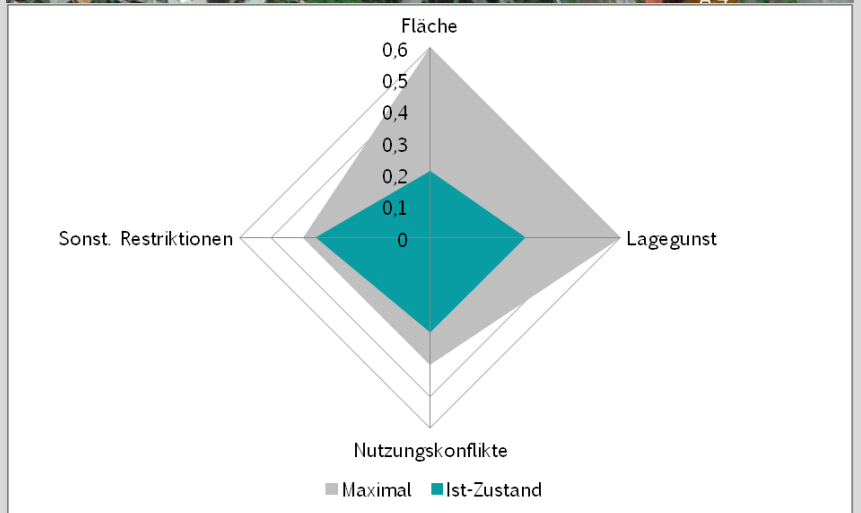 Fläche
0,6
0,5
0,4
0,3
0,2
0,1
0
Sonst. Restriktionen
Lagegunst
Nutzungskonflikte
Maximal Ist-Zustand